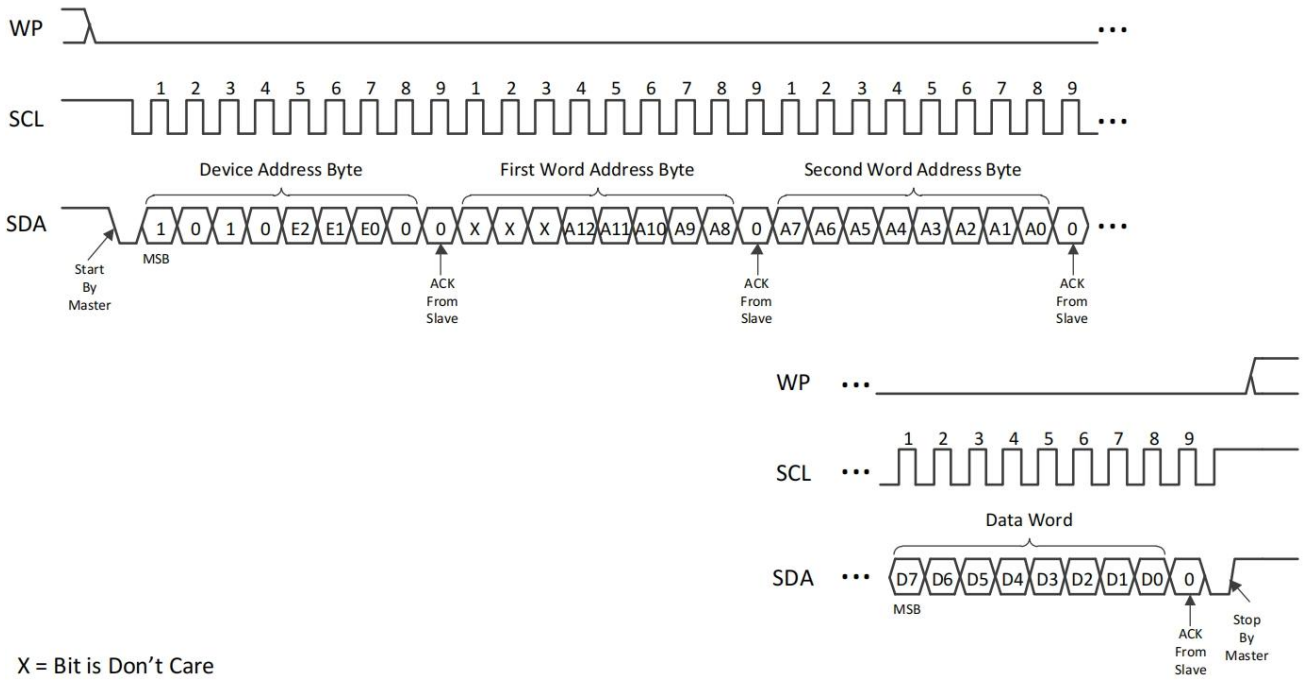 WP ...
1 2 3 4 5 6 7 8 9 1 2 3 4 5 6 7 8 9 1 2 3 4 5 6 7 8 9
SCL ...
Device Address Byte First Word Address Byte Second Word Address Byte
SDA 1 0 1 0 E2 E1 E0 0 0 X X X A12 A11 A10 A9 A8 0 A7 A6 A5 A4 A3 A2 A1 A0 0 ...
MSB
Start
By
Master
ACK
From
Slave
ACK
From
Slave
ACK
From
Slave
WP ...
1 2 3 4 5 6 7 8 9
SCL ...
Data Word
SDA ... D7 D6 D5 D4 D3 D2 D1 D0 0
MSB
ACK
From
Slave
Stop
By
Master
X = Bit is Don’t Care